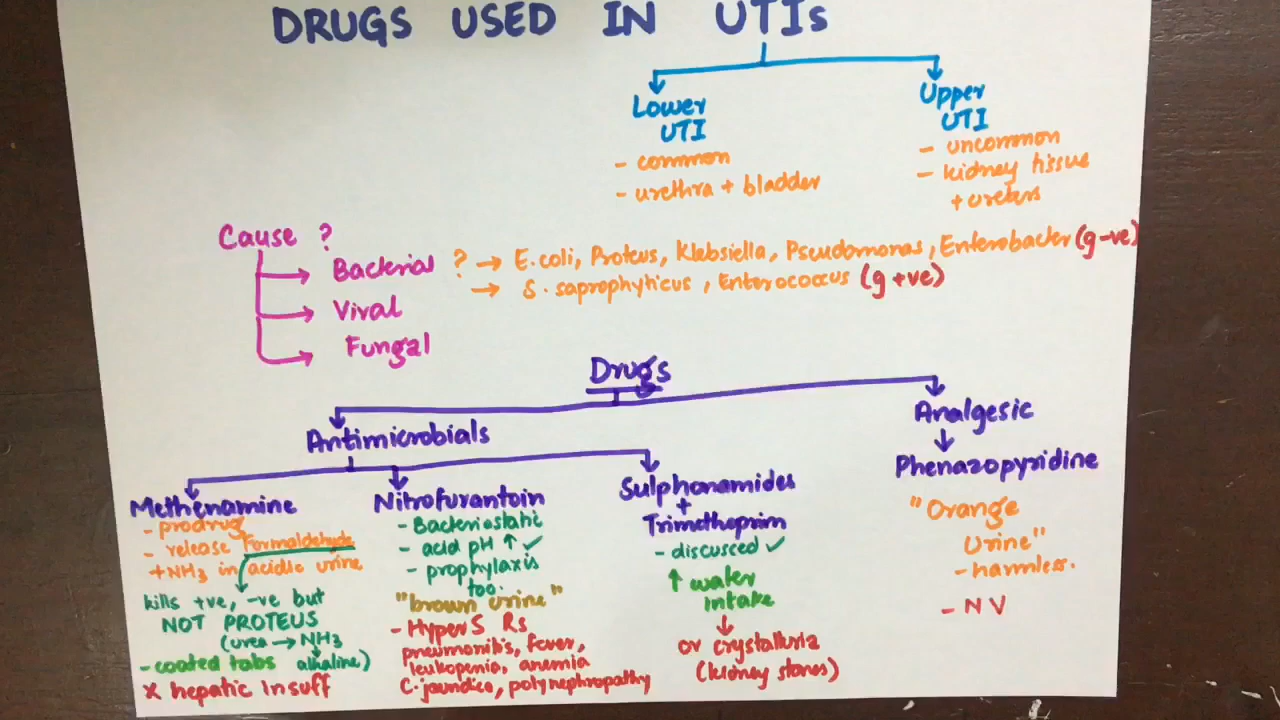 DRUGS USED IN UTIs
Lower
UTI
- common
- urethra + bladder
Upper
UTI
- uncommon
- kidney tissue
+ ureters
Cause ?
Bacterial ? → E.coli, Proteus, Klebsiella, Pseudomonas, Enterobacter (g-ve)
→ S. saprophyticus, Enterococcus (g+ve)
Viral
Fungal
Drugs
Antimicrobials
Methenamine
- prodrug
- release Formaldehyde
+ NH3 in acidic urine
kills +ve, -ve but
NOT PROTEUS
(urea → NH3
↓
alkaline)
- coated tabs
x hepatic insuff
Nitrofurantoin
- Bacteriostatic
- acid pH ↑ ✓
- prophylaxis
too.
"brown urine"
- HyperS Rs
pneumonitis, fever,
leukopenia, anemia
C.jaundice, polynephropathy
Sulphonamides
+
Trimethoprim
- discussed ✓
↑ water
intake
↓
or crystalluria
(kidney stones)
Analgesic
↓
Phenazopyridine
"Orange
Urine"
- harmless.
- N V